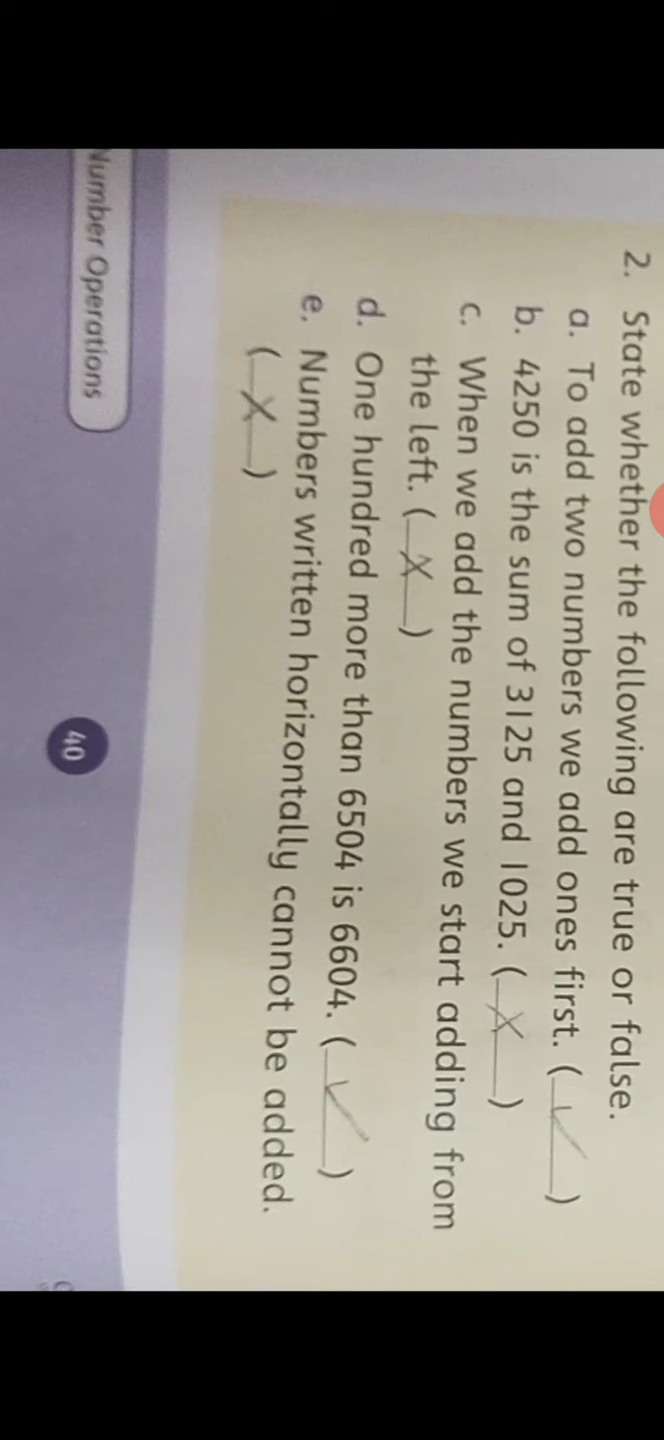 2. State whether the following are true or false.
a. To add two numbers we add ones first. (✓)
b. 4250 is the sum of 3125 and 1025. (X)
c. When we add the numbers we start adding from
the left. (X)
d. One hundred more than 6504 is 6604. (✓)
e. Numbers written horizontally cannot be added.
(X)
Number Operations
40